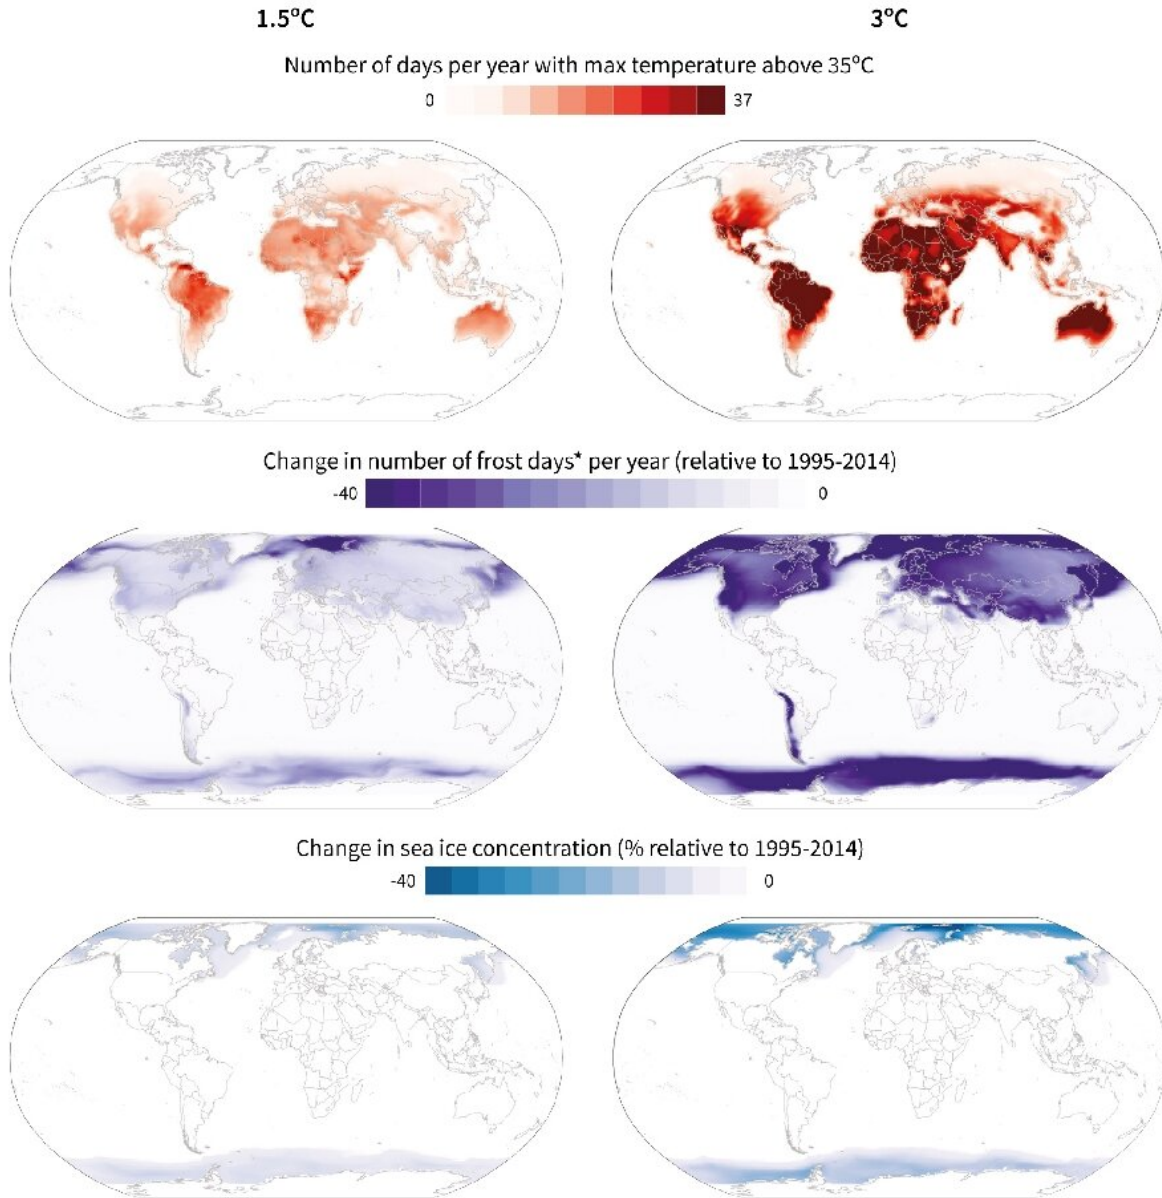 1.5°C
3°C
Number of days per year with max temperature above 35°C
0
37
Change in number of frost days* per year (relative to 1995-2014)
-40
0
Change in sea ice concentration (% relative to 1995-2014)
-40
0